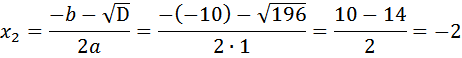 x₂ = (−b − √D) / 2a = (−(−10) − √196) / (2 · 1) = (10 − 14) / 2 = −2